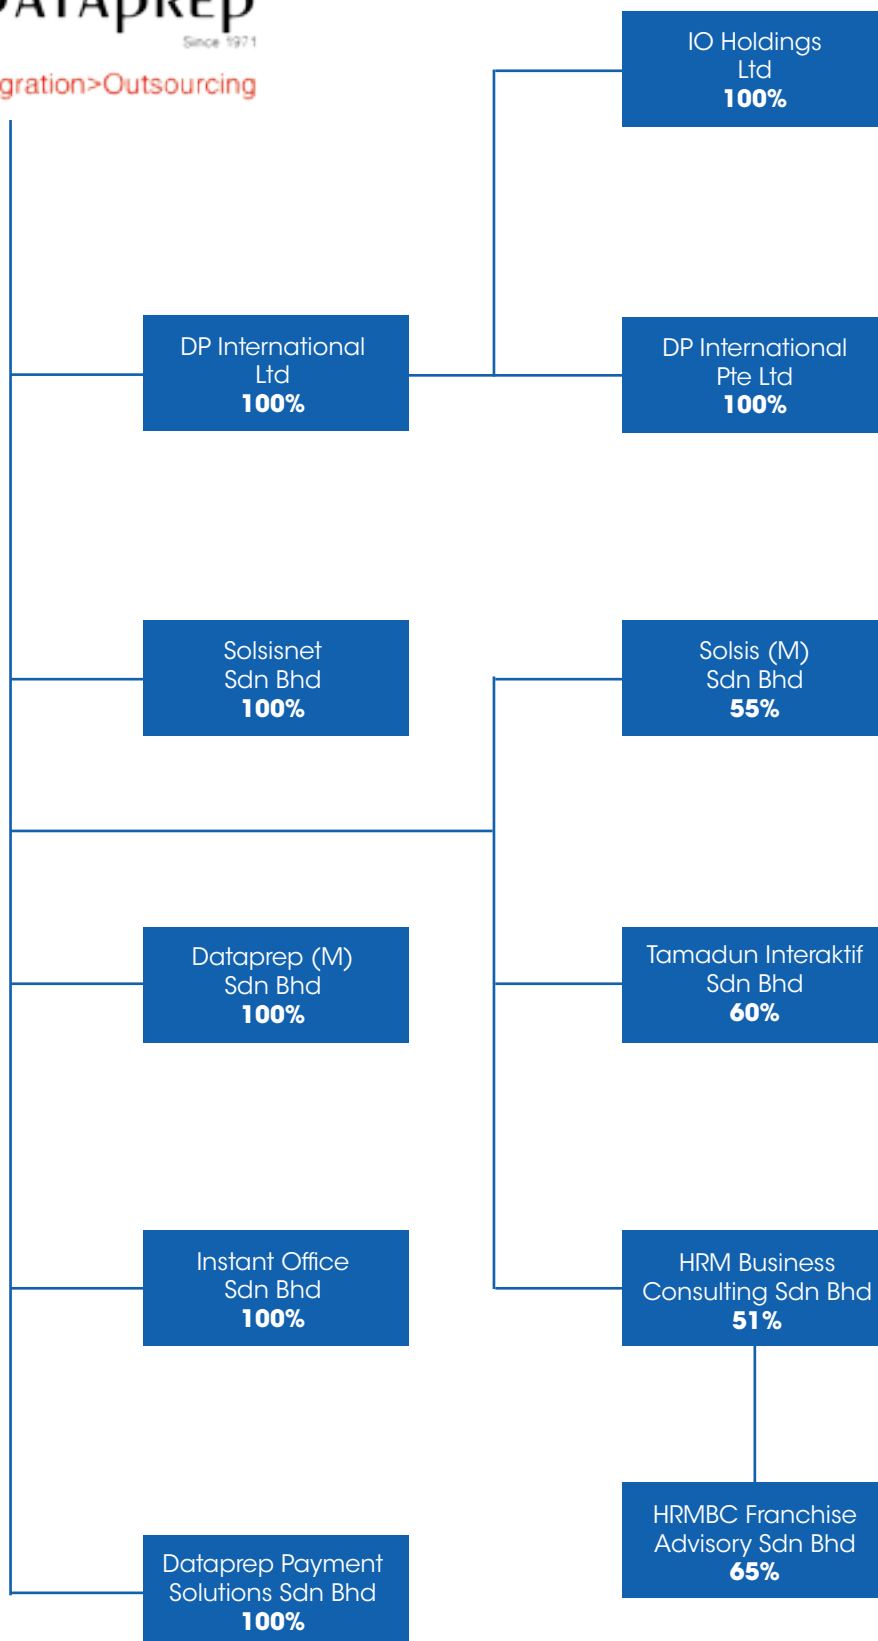 DATAPREP
Since 1971
gration>Outsourcing
IO Holdings
Ltd
100%
DP International
Ltd
100%
DP International
Pte Ltd
100%
Solsisnet
Sdn Bhd
100%
Solsis (M)
Sdn Bhd
55%
Dataprep (M)
Sdn Bhd
100%
Tamadun Interaktif
Sdn Bhd
60%
Instant Office
Sdn Bhd
100%
HRM Business
Consulting Sdn Bhd
51%
HRMBC Franchise
Advisory Sdn Bhd
65%
Dataprep Payment
Solutions Sdn Bhd
100%